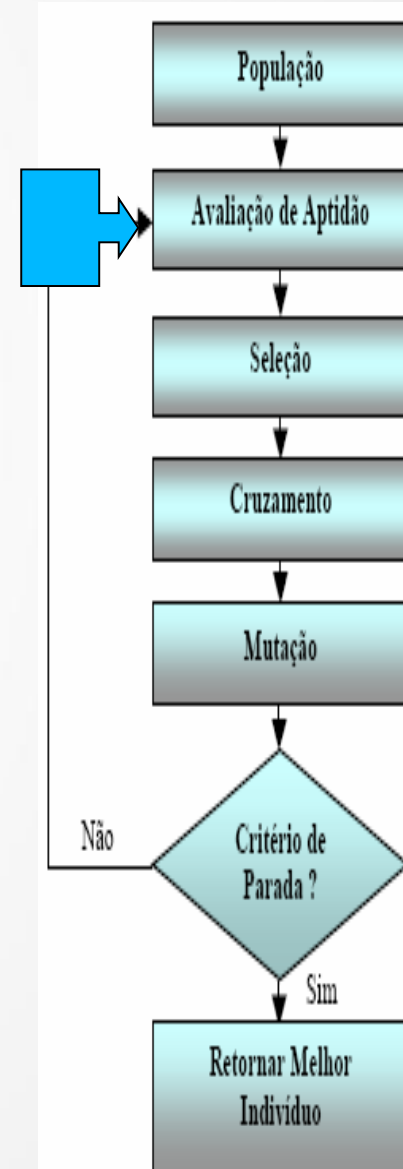 População
Avaliação de Aptidão
Seleção
Cruzamento
Mutação
Critério de
Parada ?
Não
Sim
Retornar Melhor
Indivíduo